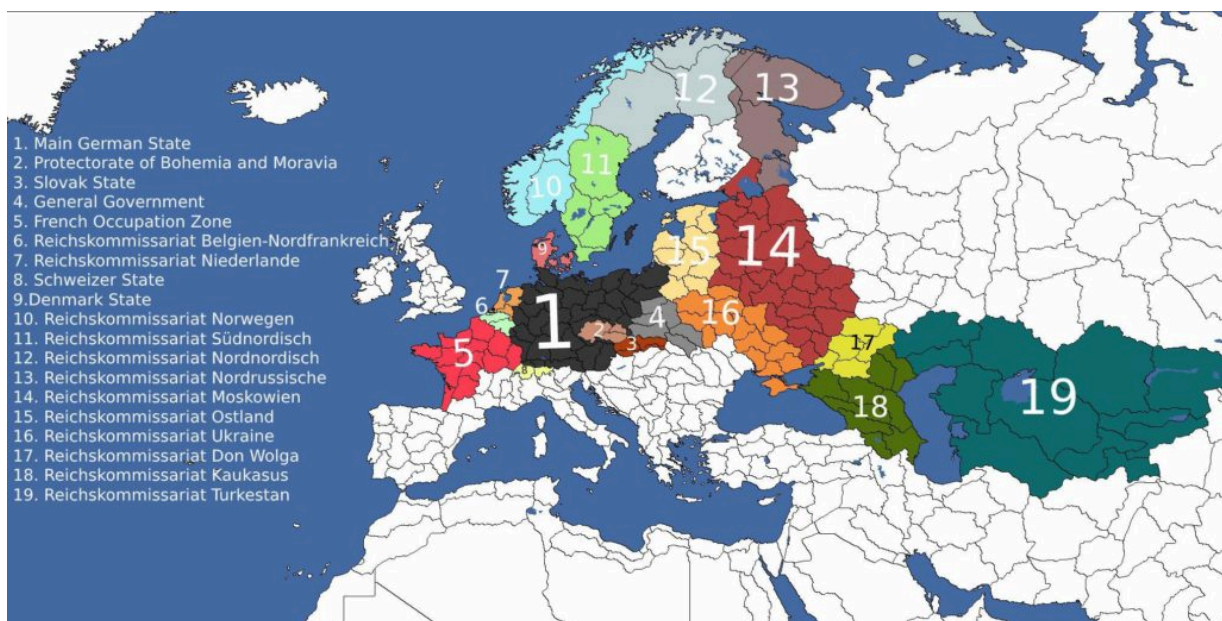 1. Main German State
2. Protectorate of Bohemia and Moravia
3. Slovak State
4. General Government
5. French Occupation Zone
6. Reichskommissariat Belgien-Nordfrankreich
7. Reichskommissariat Niederlande
8. Schweizer State
9.Denmark State
10. Reichskommissariat Norwegen
11. Reichskommissariat Südnordisch
12. Reichskommissariat Nordnordisch
13. Reichskommissariat Nordrussische
14. Reichskommissariat Moskowien
15. Reichskommissariat Ostland
16. Reichskommissariat Ukraine
17. Reichskommissariat Don Wolga
18. Reichskommissariat Kaukasus
19. Reichskommissariat Turkestan
12
13
11
10
9
15
14
7
6
1
4
16
2
3
5
8
17
18
19